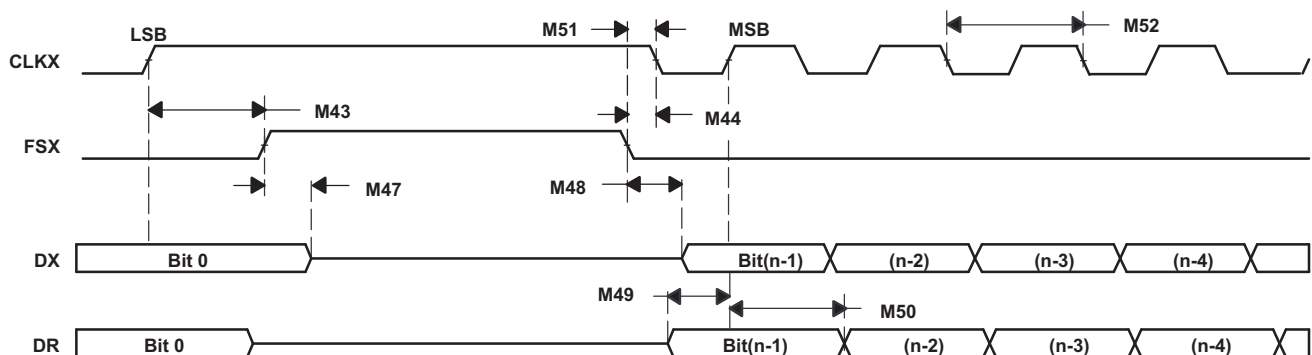 LSB
M51
MSB
M52
CLKX
M43
M44
FSX
M47
M48
DX
Bit 0
Bit(n-1)
(n-2)
(n-3)
(n-4)
M49
M50
DR
Bit 0
Bit(n-1)
(n-2)
(n-3)
(n-4)